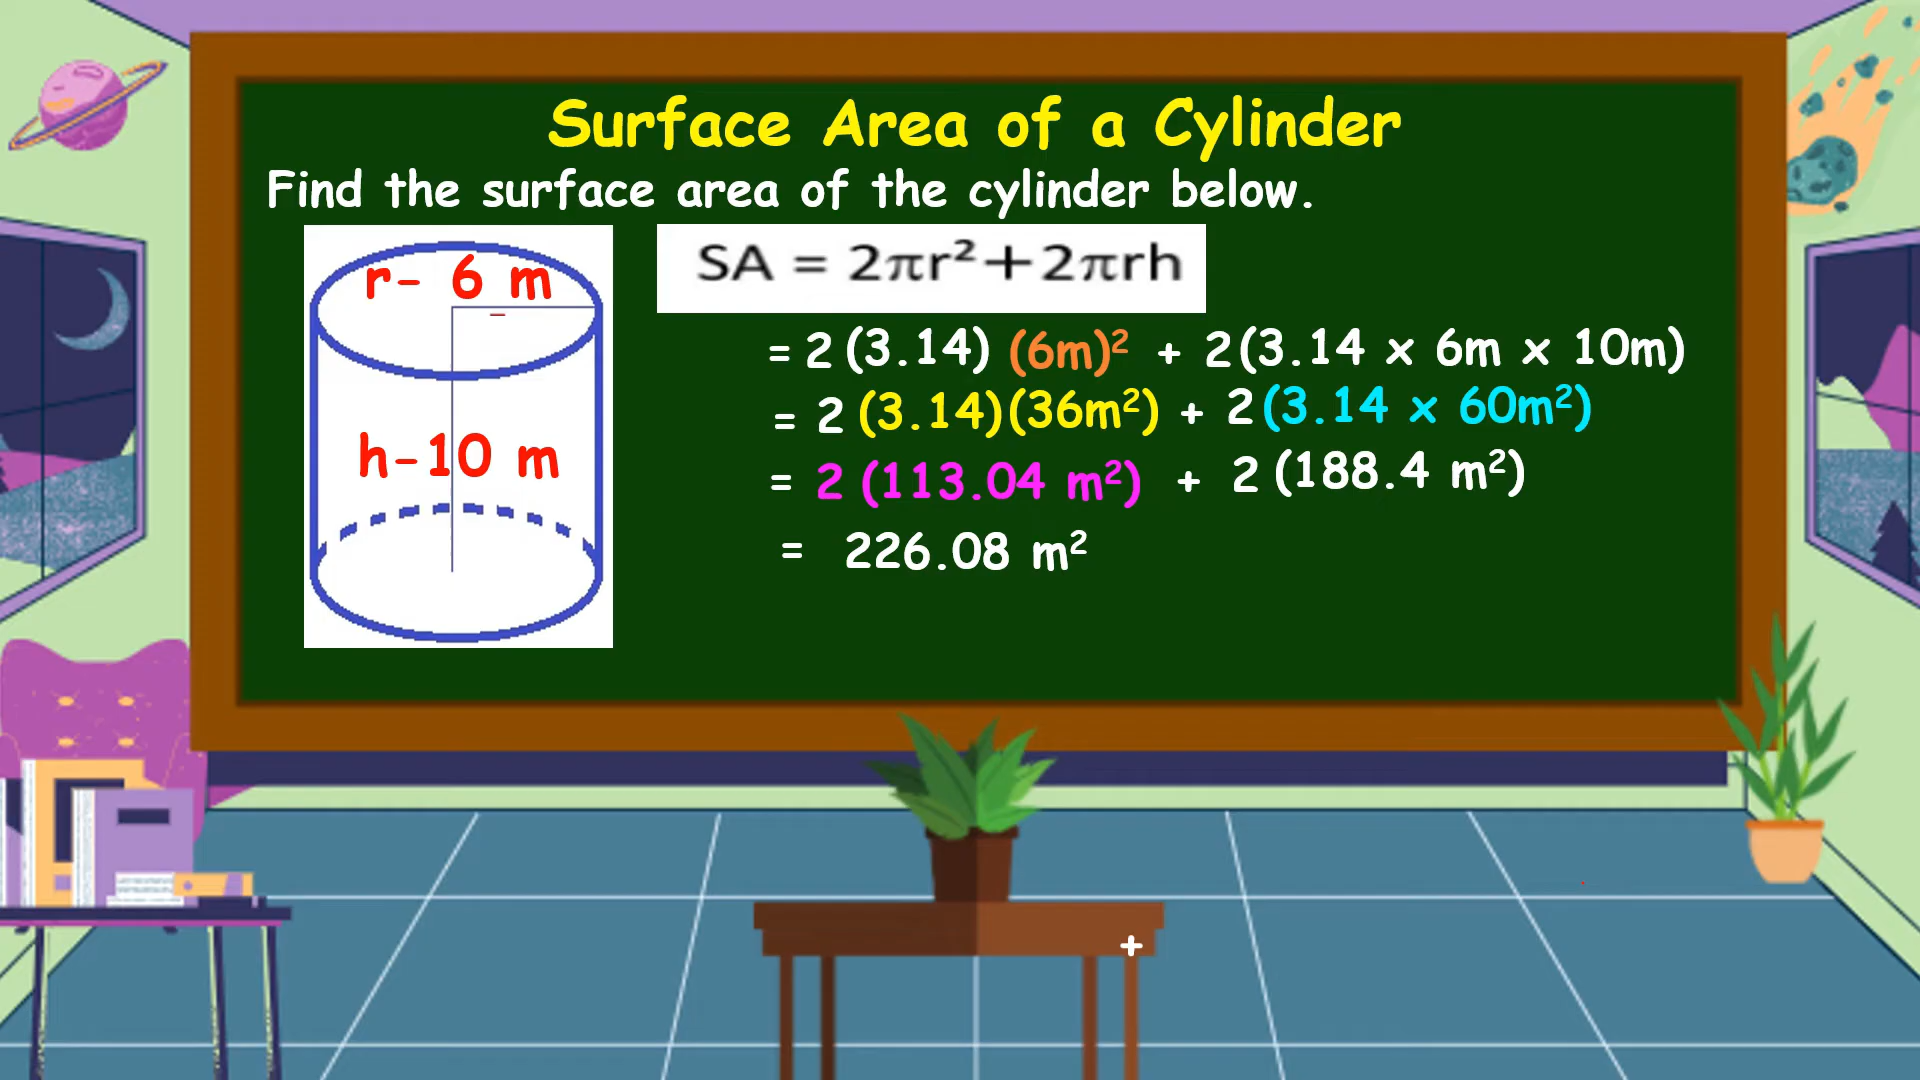 Surface Area of a Cylinder
Find the surface area of the cylinder below.
r- 6 m
h-10 m
SA = 2πr²+2πrh
= 2 (3.14) (6m)² + 2(3.14 x 6m x 10m)
= 2 (3.14)(36m²) + 2(3.14 x 60m²)
= 2 (113.04 m²) + 2 (188.4 m²)
= 226.08 m²
+